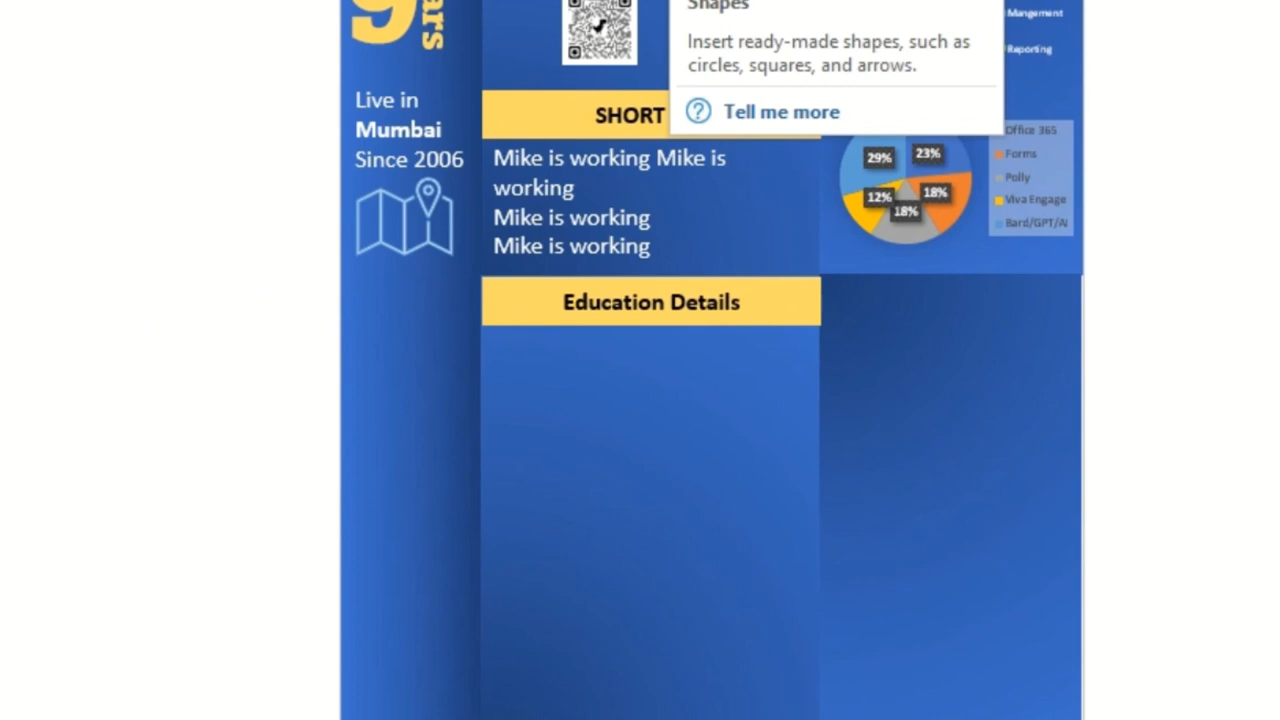 9
ars
Live in
Mumbai
Since 2006
SHORT
Mike is working Mike is
working
Mike is working
Mike is working
Education Details
Shapes
Insert ready-made shapes, such as
circles, squares, and arrows.
Tell me more
Mangement
Reporting
29%
23%
12%
18%
18%
Office 365
Forms
Polly
Viva Engage
Bard/GPT/AI